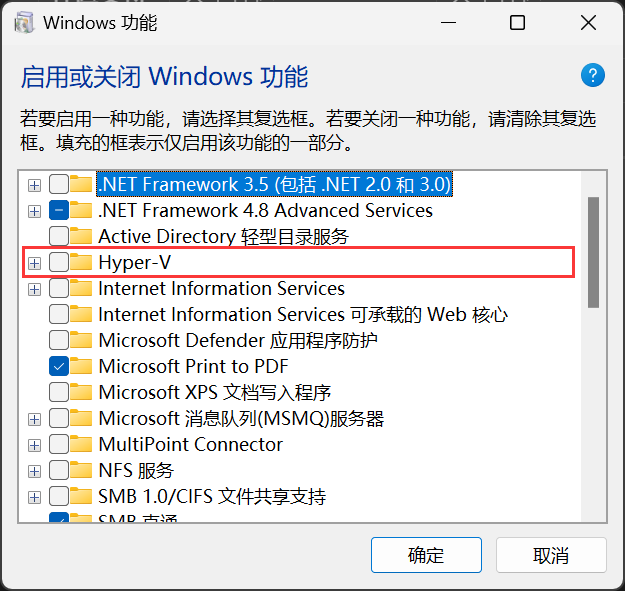 Windows 功能
启用或关闭 Windows 功能
?
若要启用一种功能，请选择其复选框。若要关闭一种功能，请清除其复选
框。填充的框表示仅启用该功能的一部分。
.NET Framework 3.5 (包括 .NET 2.0 和 3.0)
.NET Framework 4.8 Advanced Services
Active Directory 轻型目录服务
Hyper-V
Internet Information Services
Internet Information Services 可承载的 Web 核心
Microsoft Defender 应用程序防护
Microsoft Print to PDF
Microsoft XPS 文档写入程序
Microsoft 消息队列(MSMQ)服务器
MultiPoint Connector
NFS 服务
SMB 1.0/CIFS 文件共享支持
SMB 直通
确定
取消